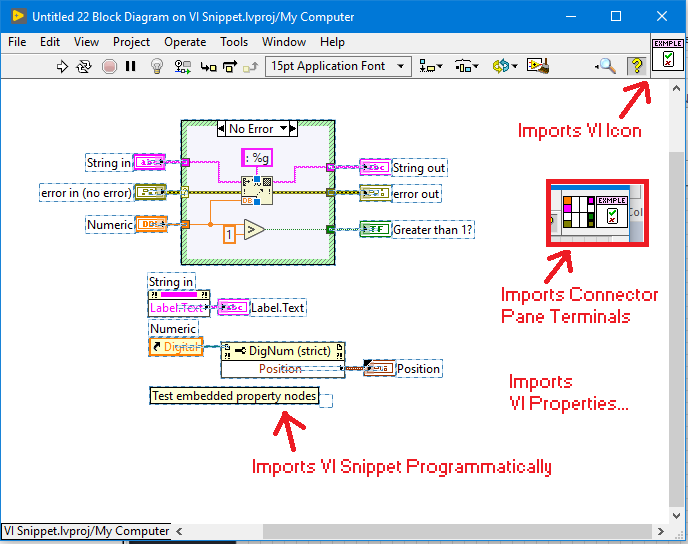 Untitled 22 Block Diagram on VI Snippet.lvproj/My Computer
File Edit View Project Operate Tools Window Help
15pt Application Font
?
EXMPLE
Imports VI Icon
No Error
String in
abc
: %g
abc
String out
error in (no error)
error out
Numeric
DBL
1
>
TF
Greater than 1?
EXMPLE
Col
Imports Connector
Pane Terminals
String in
Label.Text
abc
Label.Text
Numeric
DigNum (strict)
Position
Position
Imports
VI Properties...
Test embedded property nodes
Imports VI Snippet Programmatically
VI Snippet.lvproj/My Computer